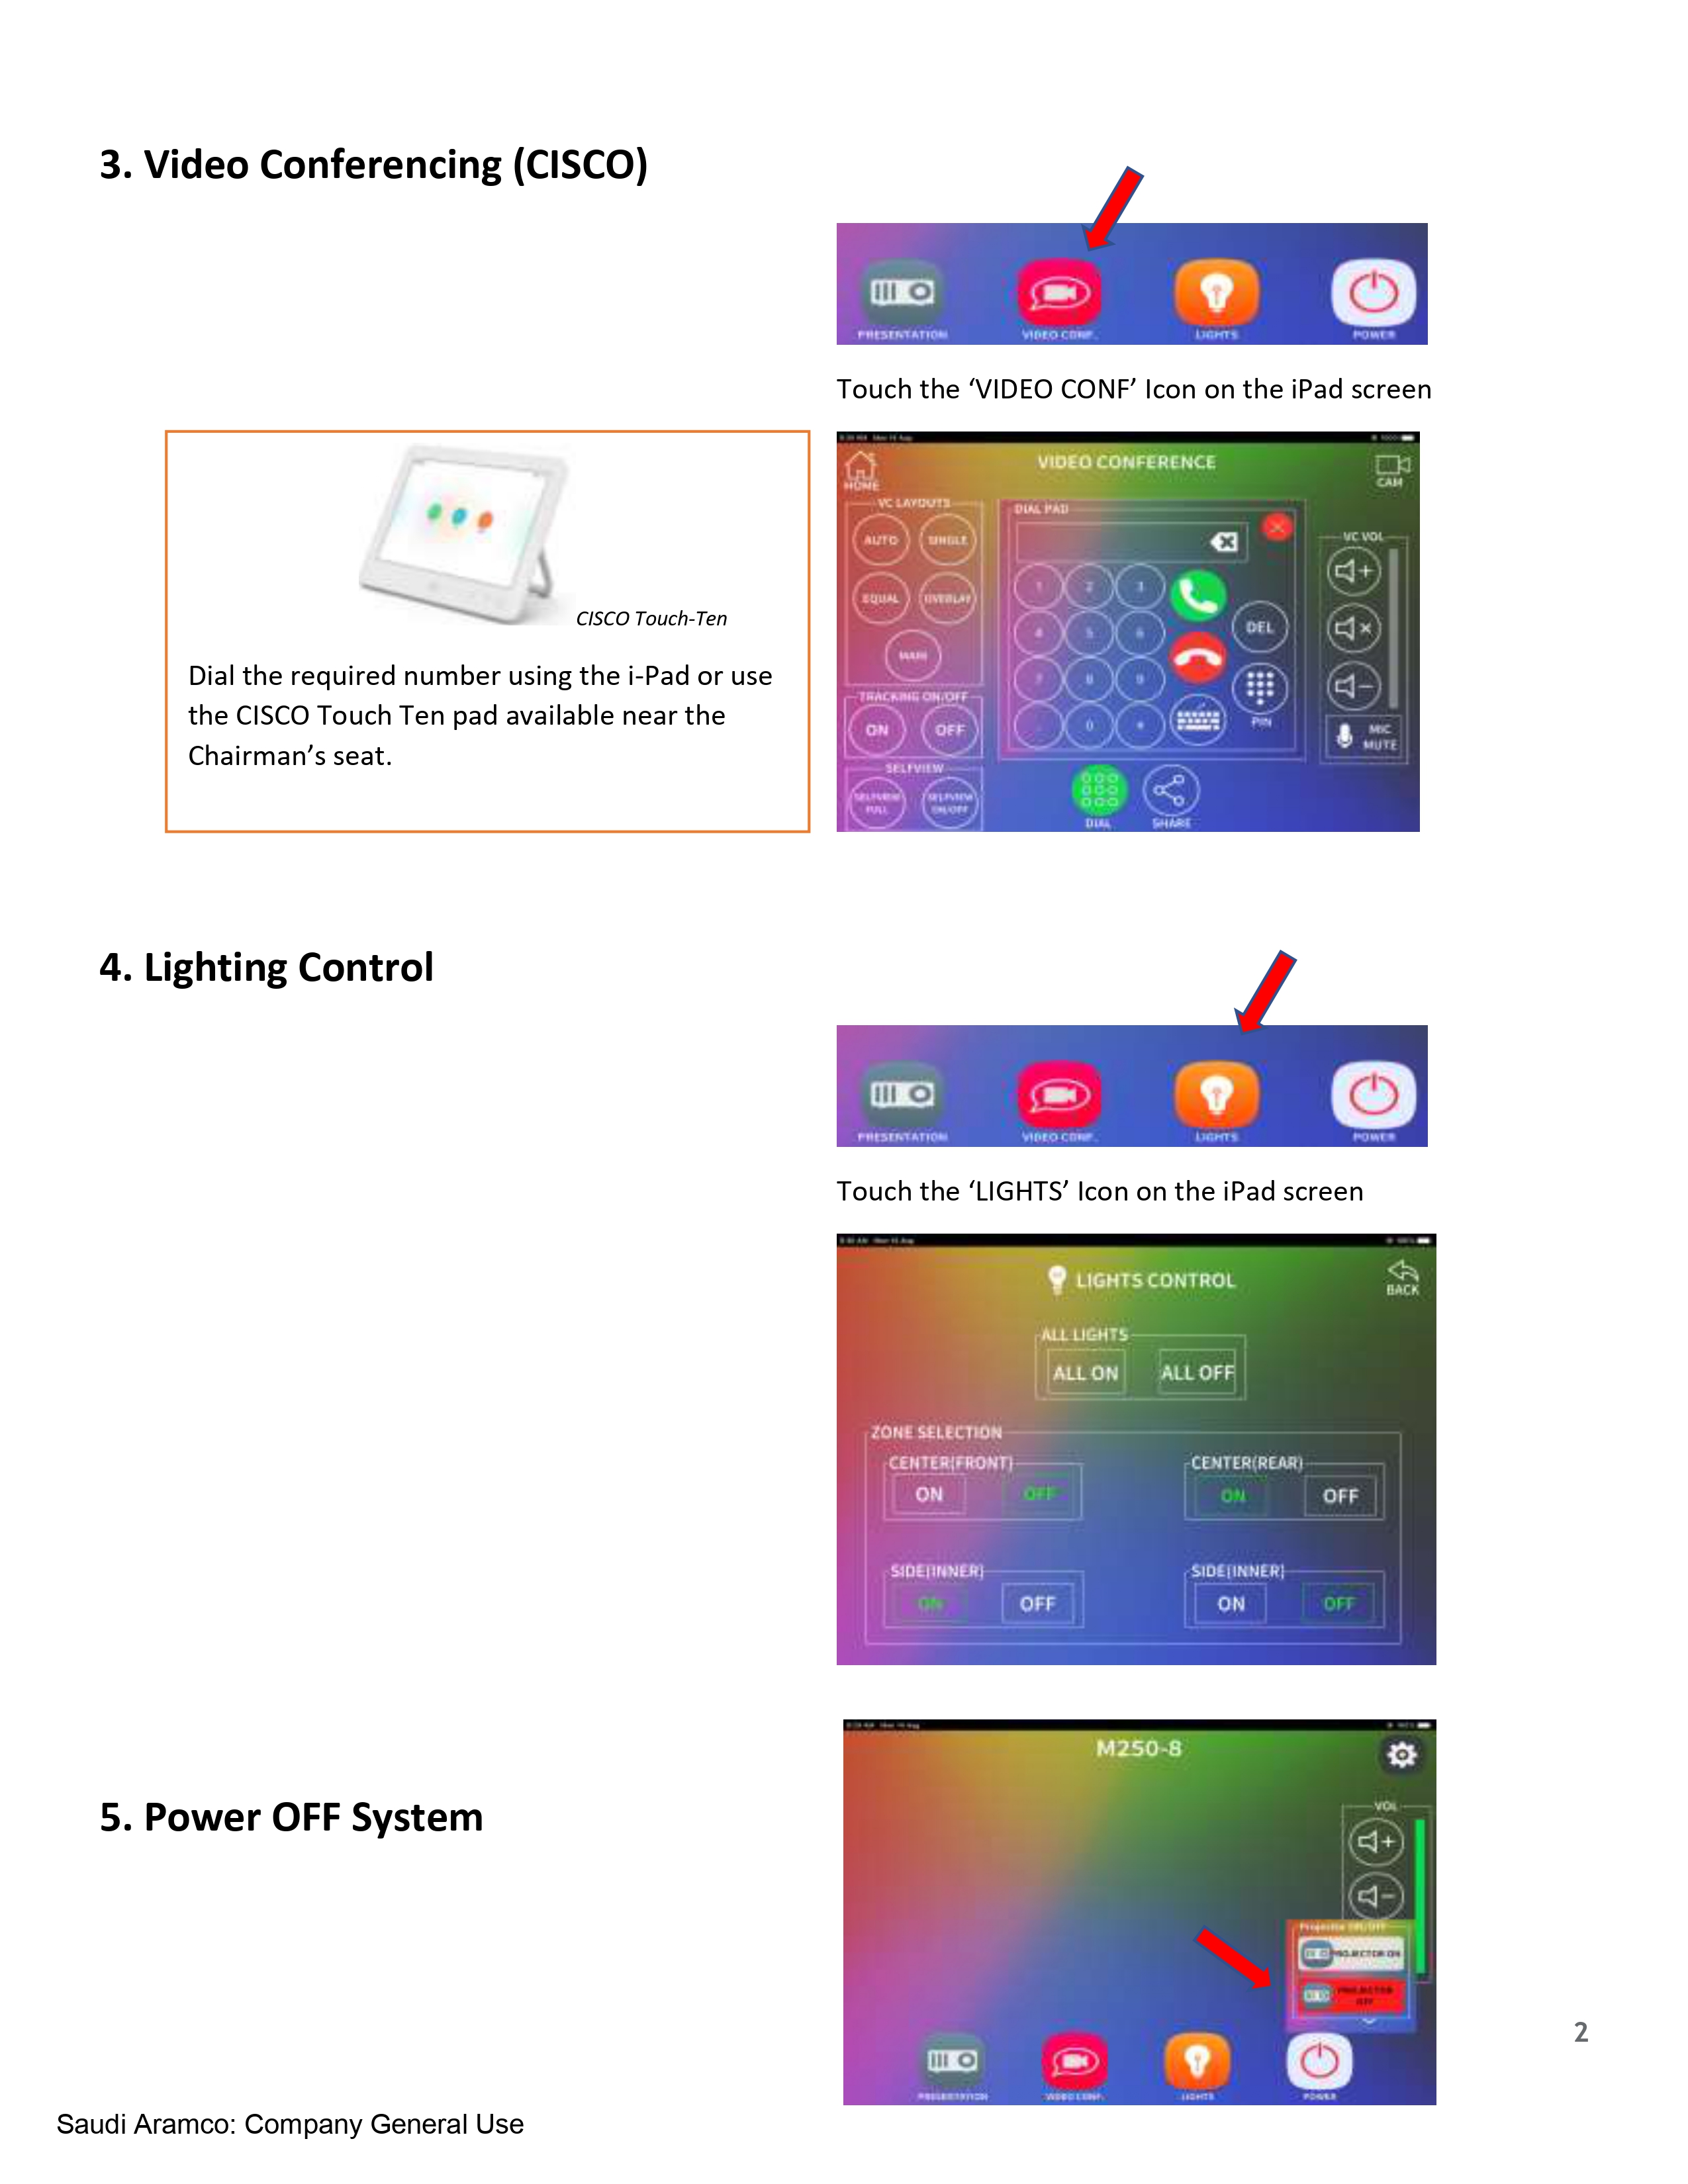 3. Video Conferencing (CISCO)
PRESENTATION
VIDEO CONF.
LIGHTS
POWER
Touch the ‘VIDEO CONF’ Icon on the iPad screen
CISCO Touch-Ten
Dial the required number using the i-Pad or use
the CISCO Touch Ten pad available near the
Chairman’s seat.
VIDEO CONFERENCE
HOME
CAM
VC LAYOUTS
AUTO
SINGLE
EQUAL
OVERLAY
MAIN
TRACKING ON/OFF
ON
OFF
SELFVIEW
SELFVIEW
FULL
SELFVIEW
ON/OFF
DIAL PAD
1 2 3
4 5 6
7 8 9
0
DEL
PIN
DIAL
SHARE
VC VOL
MIC
MUTE
4. Lighting Control
PRESENTATION
VIDEO CONF.
LIGHTS
POWER
Touch the ‘LIGHTS’ Icon on the iPad screen
LIGHTS CONTROL
BACK
ALL LIGHTS
ALL ON
ALL OFF
ZONE SELECTION
CENTER(FRONT)
ON
OFF
CENTER(REAR)
ON
OFF
SIDE(INNER)
ON
OFF
SIDE(INNER)
ON
OFF
5. Power OFF System
M250-8
VOL
Projector ON/OFF
PROJECTOR ON
PROJECTOR
OFF
PRESENTATION
VIDEO CONF.
LIGHTS
POWER
2
Saudi Aramco: Company General Use